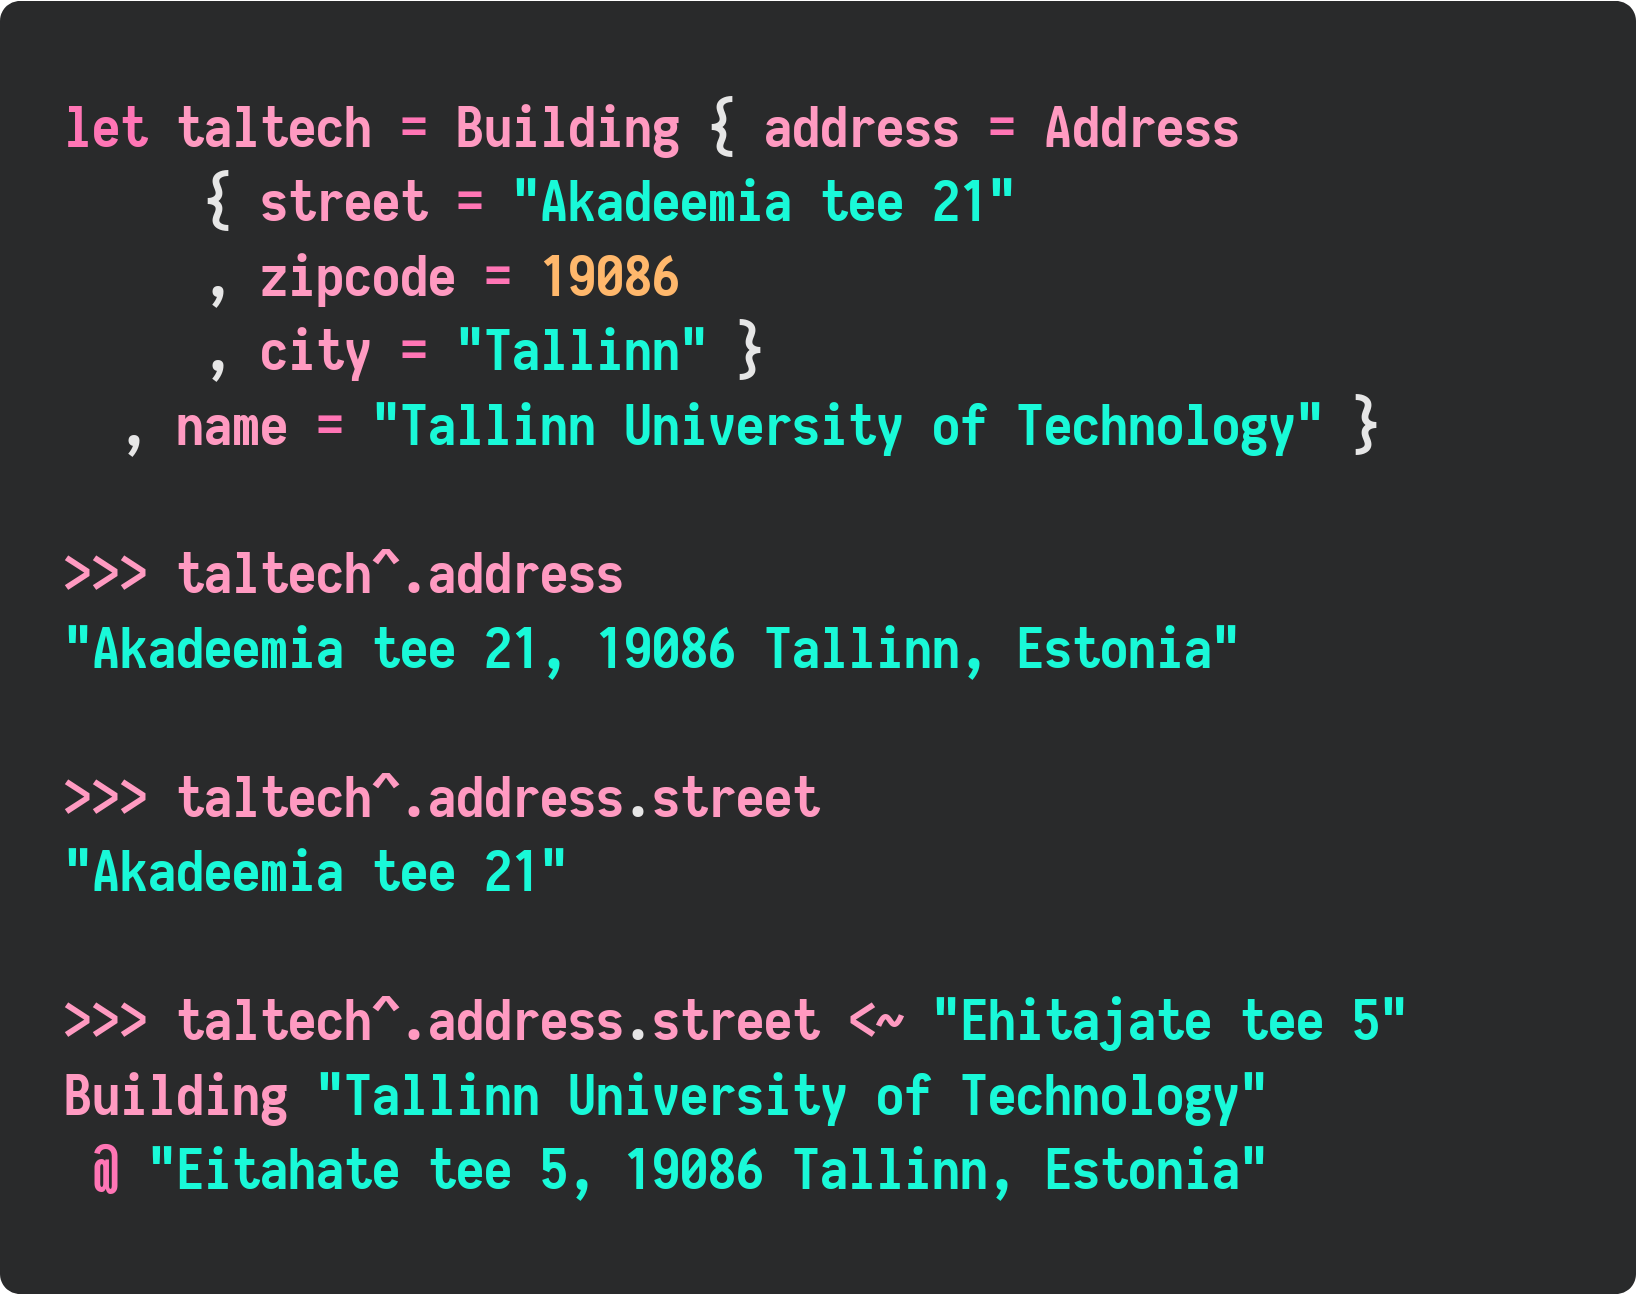 let taltech = Building { address = Address
{ street = "Akadeemia tee 21"
, zipcode = 19086
, city = "Tallinn" }
, name = "Tallinn University of Technology" }
>>> taltech^.address
"Akadeemia tee 21, 19086 Tallinn, Estonia"
>>> taltech^.address.street
"Akadeemia tee 21"
>>> taltech^.address.street <~ "Ehitajate tee 5"
Building "Tallinn University of Technology"
@ "Eitahate tee 5, 19086 Tallinn, Estonia"